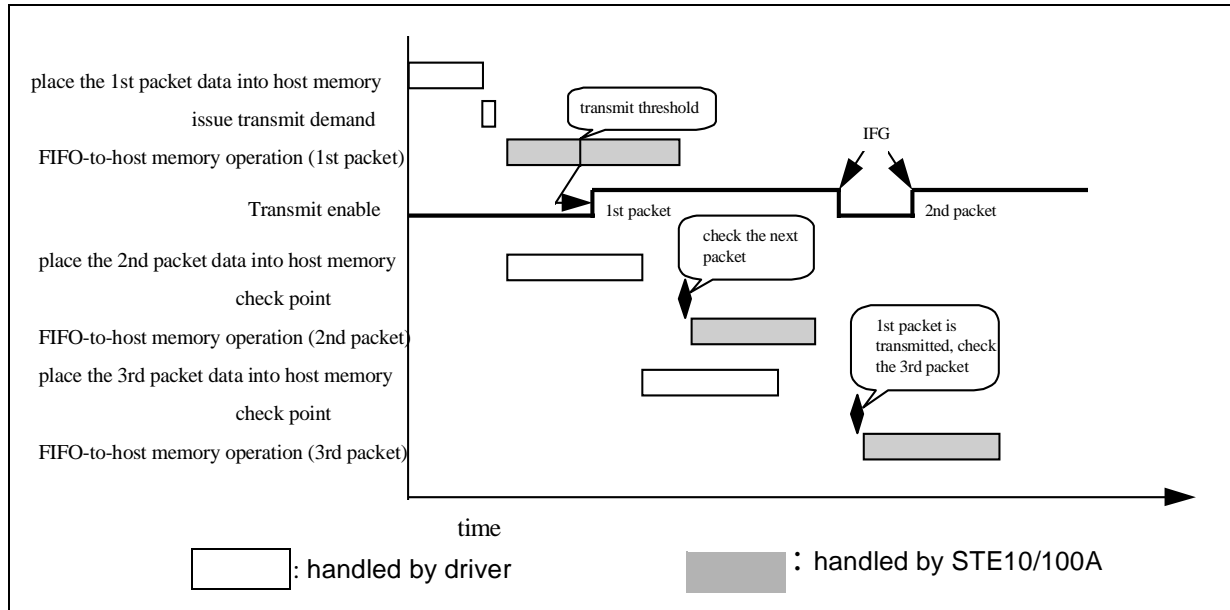 place the 1st packet data into host memory
issue transmit demand
transmit threshold
FIFO-to-host memory operation (1st packet)
IFG
Transmit enable
1st packet
2nd packet
check the next
packet
place the 2nd packet data into host memory
check point
FIFO-to-host memory operation (2nd packet)
1st packet is
transmitted, check
the 3rd packet
place the 3rd packet data into host memory
check point
FIFO-to-host memory operation (3rd packet)
time
: handled by driver
: handled by STE10/100A